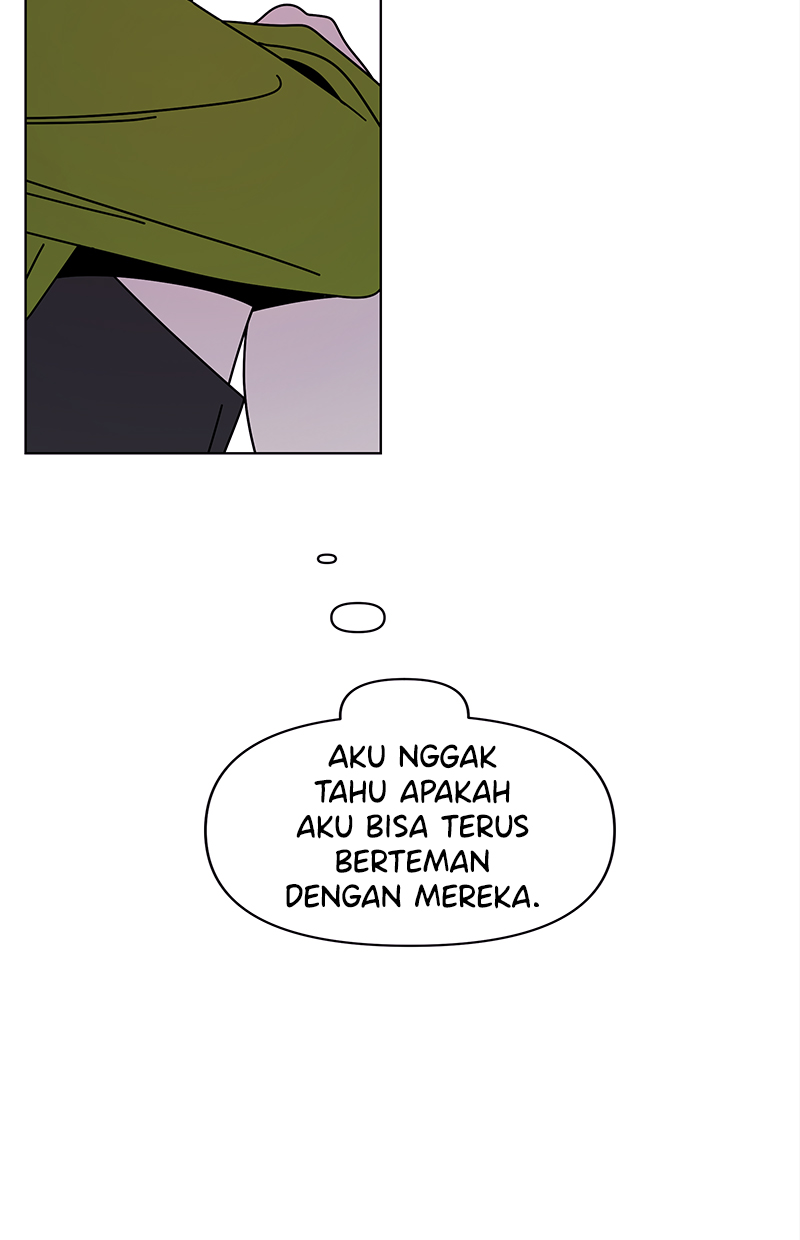 AKU NGGAK
TAHU APAKAH
AKU BISA TERUS
BERTEMAN
DENGAN MEREKA.